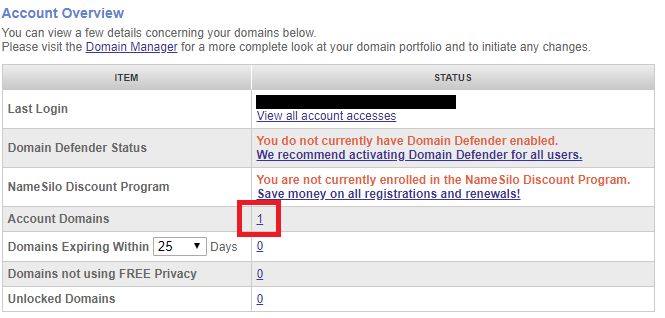 Account Overview
You can view a few details concerning your domains below.
Please visit the Domain Manager for a more complete look at your domain portfolio and to initiate any changes.
ITEM STATUS
Last Login
View all account accesses
Domain Defender Status
You do not currently have Domain Defender enabled.
We recommend activating Domain Defender for all users.
NameSilo Discount Program
You are not currently enrolled in the NameSilo Discount Program.
Save money on all registrations and renewals!
Account Domains 1
Domains Expiring Within 25 Days 0
Domains not using FREE Privacy 0
Unlocked Domains 0